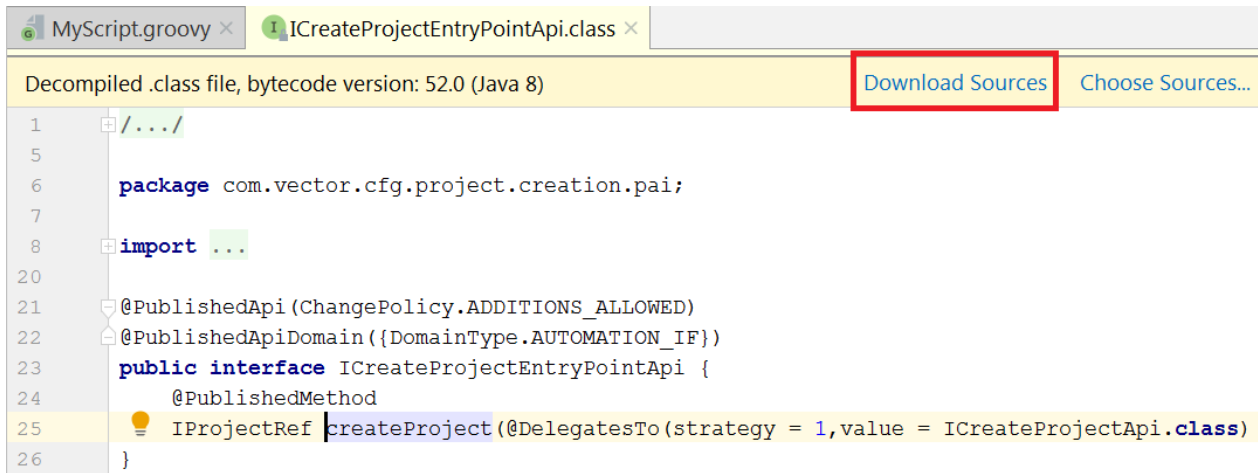 MyScript.groovy × ICreateProjectEntryPointApi.class ×
Decompiled .class file, bytecode version: 52.0 (Java 8) Download Sources Choose Sources...
1 /.../
5
6 package com.vector.cfg.project.creation.pai;
7
8 import ...
20
21 @PublishedApi(ChangePolicy.ADDITIONS_ALLOWED)
22 @PublishedApiDomain({DomainType.AUTOMATION_IF})
23 public interface ICreateProjectEntryPointApi {
24 @PublishedMethod
25 IProjectRef createProject(@DelegatesTo(strategy = 1,value = ICreateProjectApi.class)
26 }